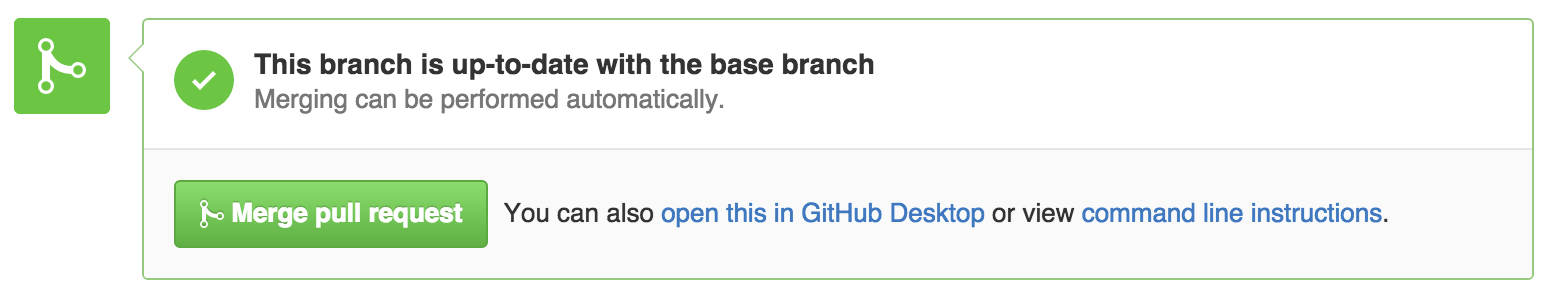 This branch is up-to-date with the base branch
Merging can be performed automatically.
Merge pull request You can also open this in GitHub Desktop or view command line instructions.